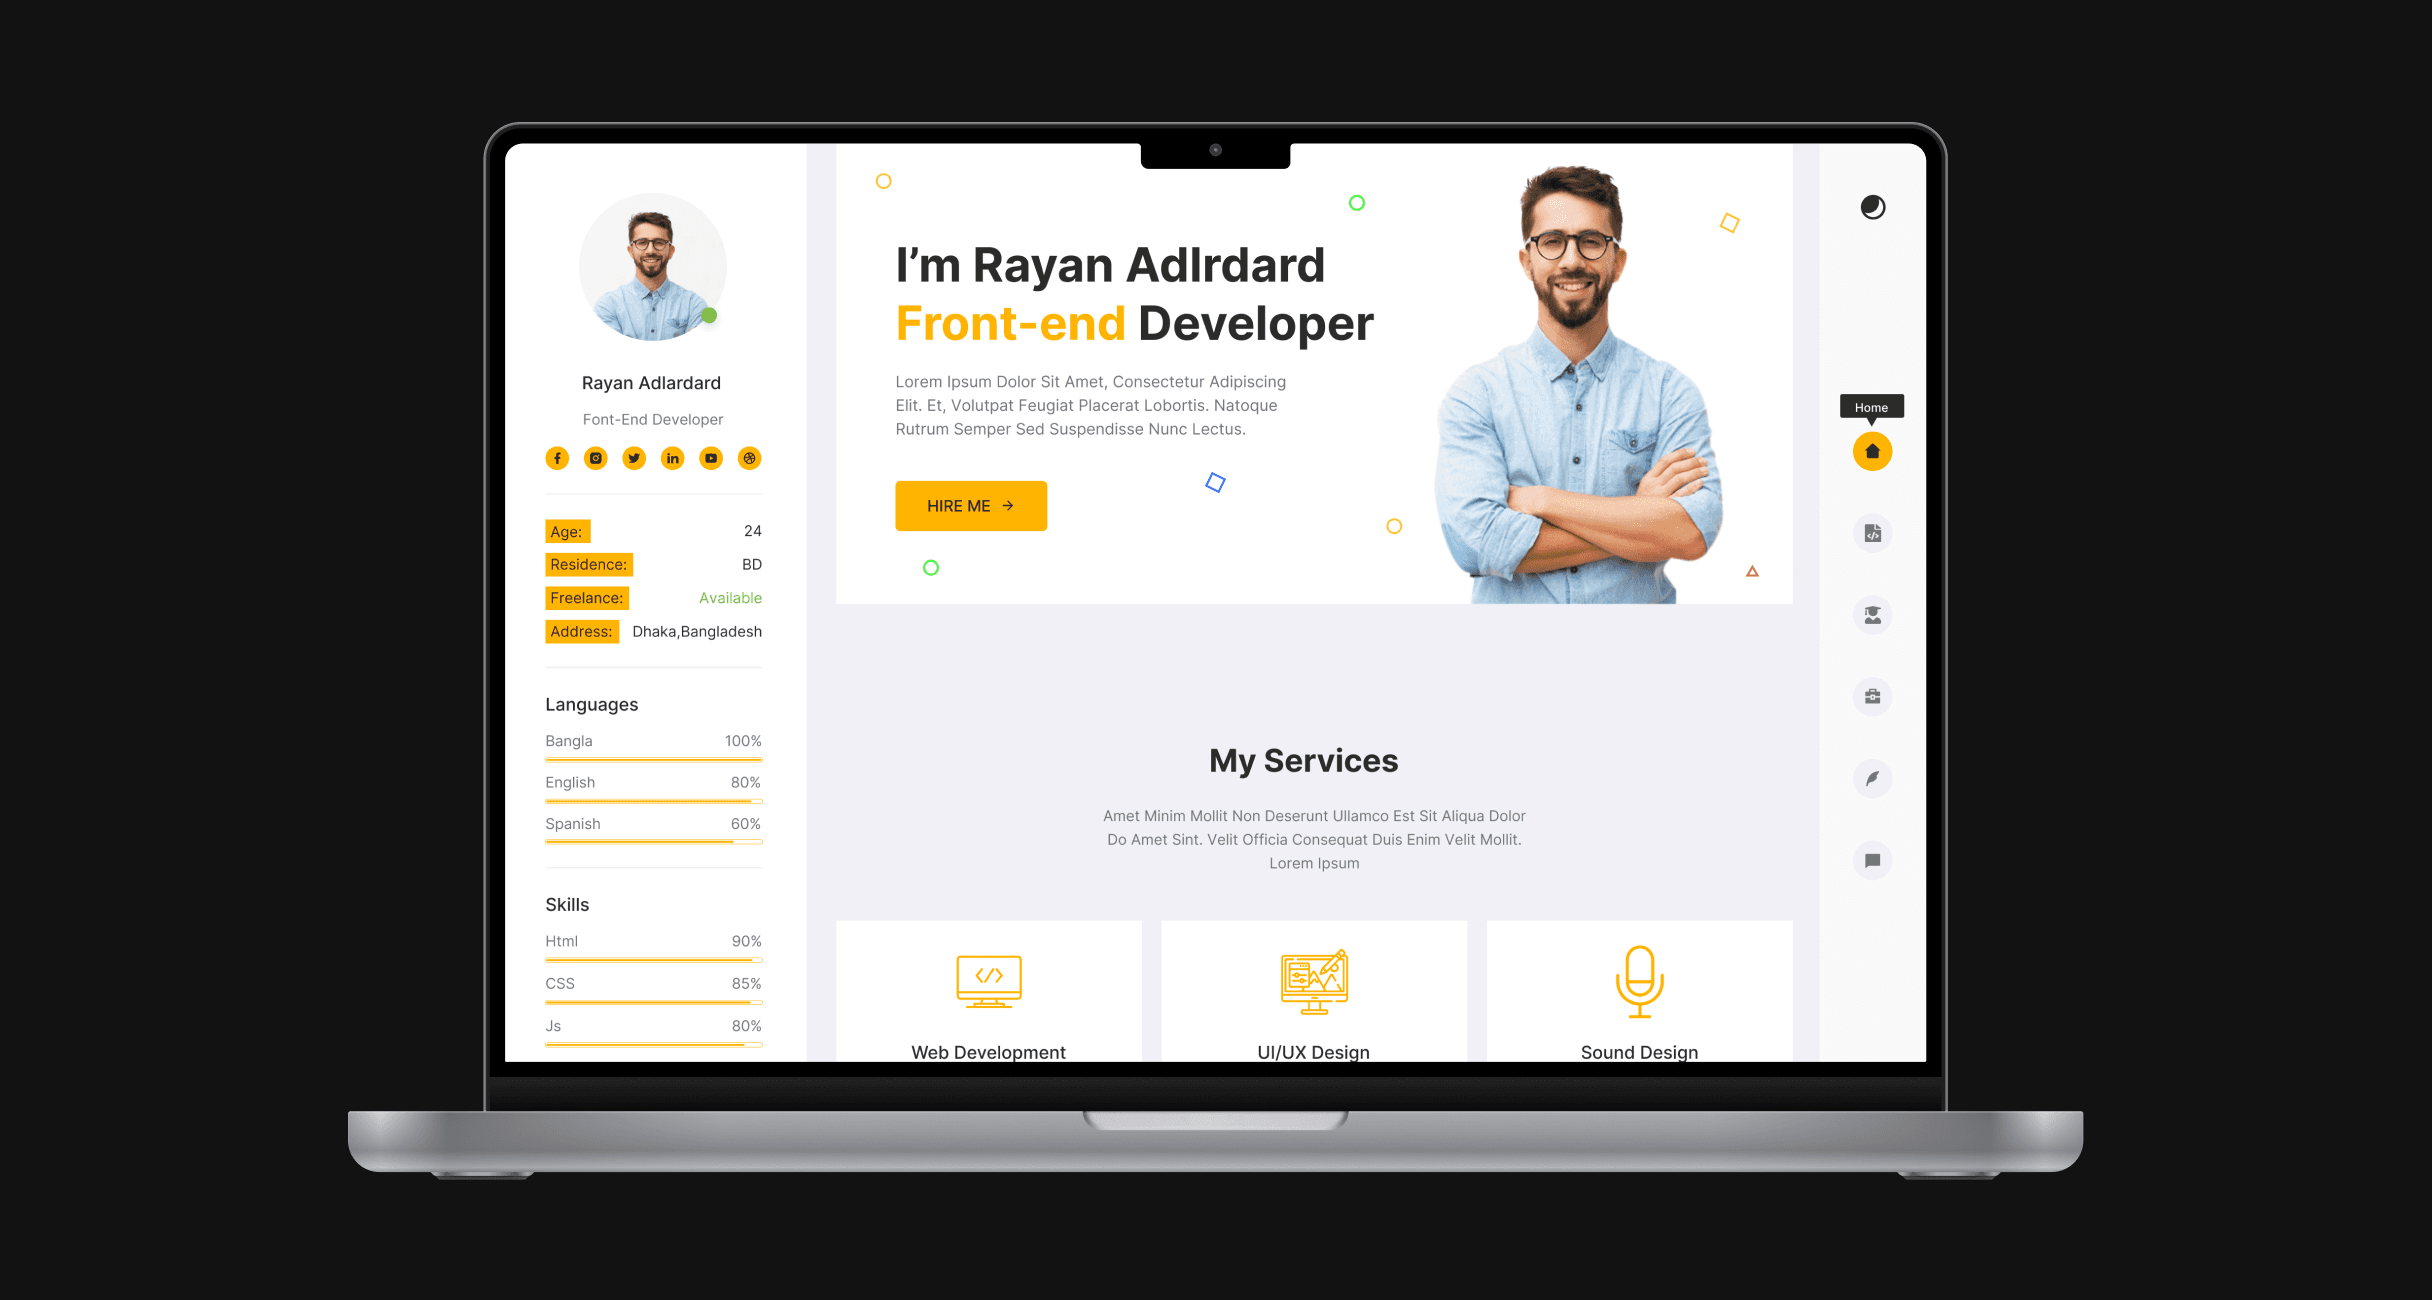 Rayan Adlardard
Font-End Developer
Age: 24
Residence: BD
Freelance: Available
Address: Dhaka,Bangladesh
Languages
Bangla 100%
English 80%
Spanish 60%
Skills
Html 90%
CSS 85%
Js 80%
I'm Rayan Adlrdard
Front-end Developer
Lorem Ipsum Dolor Sit Amet, Consectetur Adipiscing
Elit. Et, Volutpat Feugiat Placerat Lobortis. Natoque
Rutrum Semper Sed Suspendisse Nunc Lectus.
HIRE ME →
My Services
Amet Minim Mollit Non Deserunt Ullamco Est Sit Aliqua Dolor
Do Amet Sint. Velit Officia Consequat Duis Enim Velit Mollit.
Lorem Ipsum
Web Development
UI/UX Design
Sound Design
Home